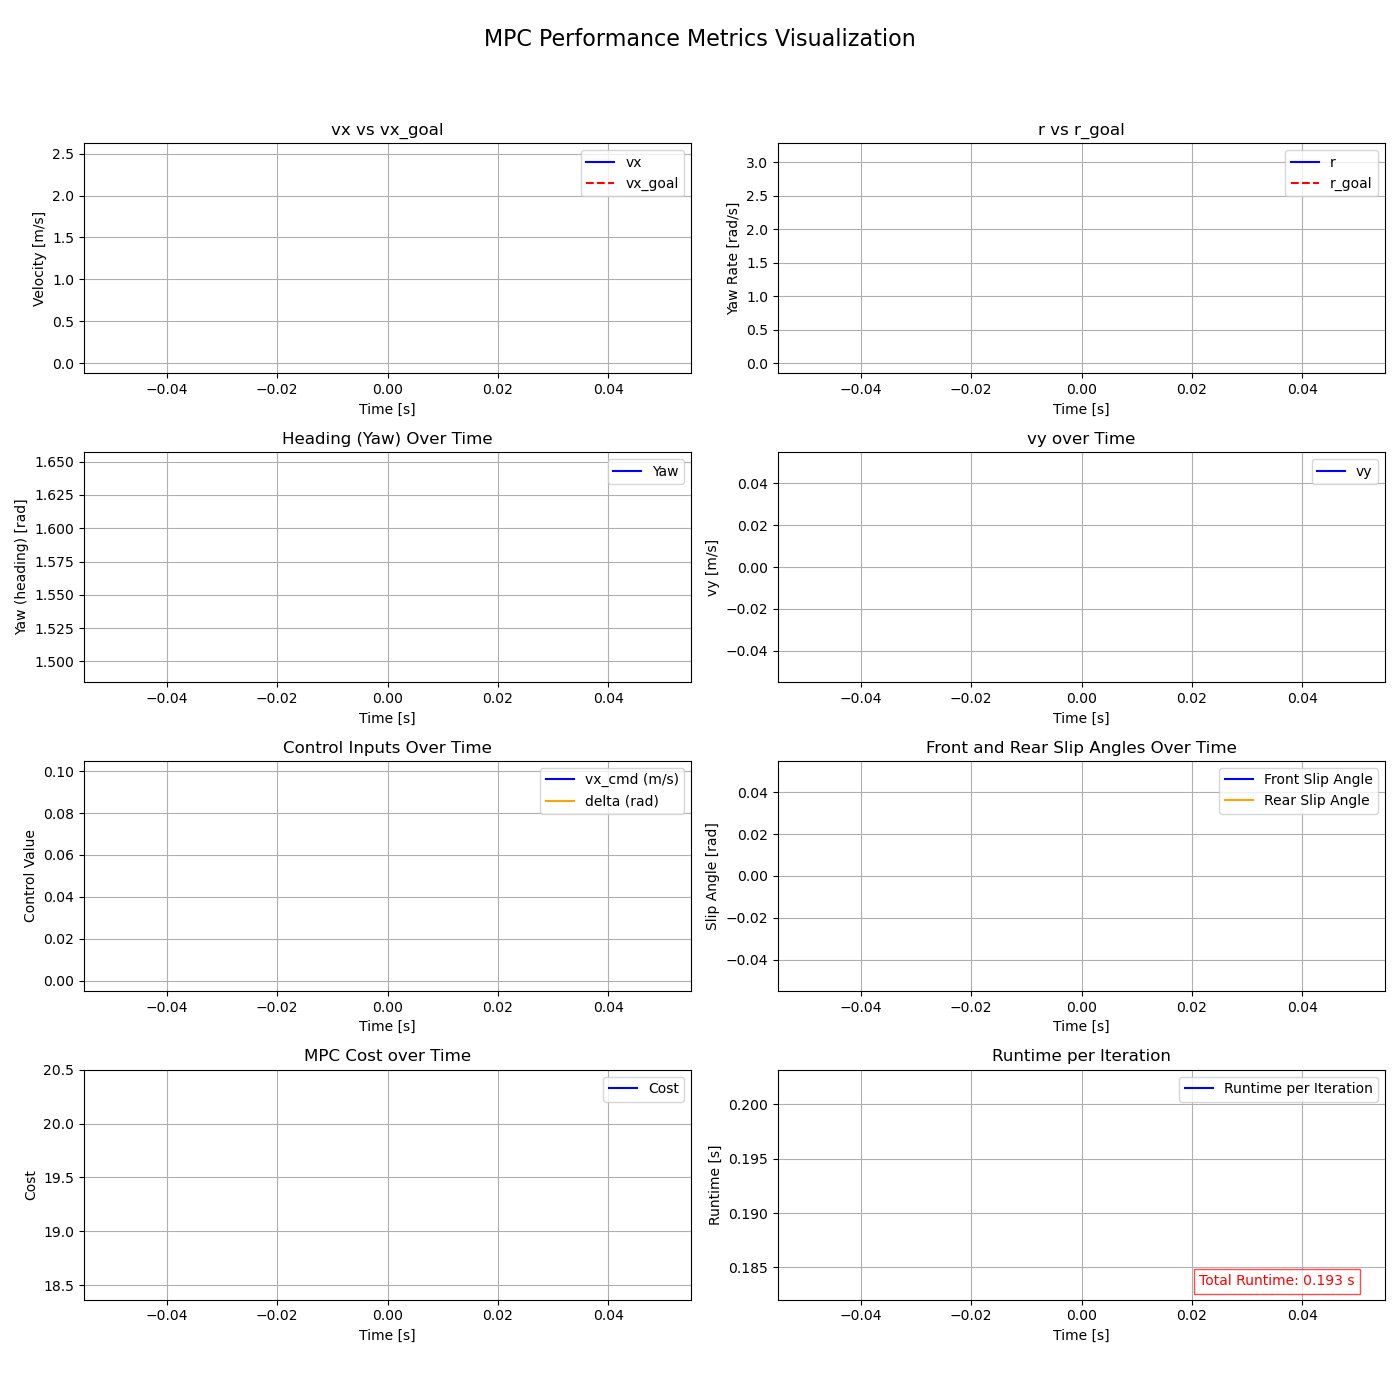 MPC Performance Metrics Visualization
vx vs vx_goal
2.5
2.0
1.5
1.0
0.5
0.0
Velocity [m/s]
vx
vx_goal
−0.04 −0.02 0.00 0.02 0.04
Time [s]
r vs r_goal
3.0
2.5
2.0
1.5
1.0
0.5
0.0
Yaw Rate [rad/s]
r
r_goal
−0.04 −0.02 0.00 0.02 0.04
Time [s]
Heading (Yaw) Over Time
1.650
1.625
1.600
1.575
1.550
1.525
1.500
Yaw (heading) [rad]
Yaw
−0.04 −0.02 0.00 0.02 0.04
Time [s]
vy over Time
0.04
0.02
0.00
−0.02
−0.04
vy [m/s]
vy
−0.04 −0.02 0.00 0.02 0.04
Time [s]
Control Inputs Over Time
0.10
0.08
0.06
0.04
0.02
0.00
Control Value
vx_cmd (m/s)
delta (rad)
−0.04 −0.02 0.00 0.02 0.04
Time [s]
Front and Rear Slip Angles Over Time
0.04
0.02
0.00
−0.02
−0.04
Slip Angle [rad]
Front Slip Angle
Rear Slip Angle
−0.04 −0.02 0.00 0.02 0.04
Time [s]
MPC Cost over Time
20.5
20.0
19.5
19.0
18.5
Cost
Cost
−0.04 −0.02 0.00 0.02 0.04
Time [s]
Runtime per Iteration
0.200
0.195
0.190
0.185
Runtime [s]
Runtime per Iteration
Total Runtime: 0.193 s
−0.04 −0.02 0.00 0.02 0.04
Time [s]